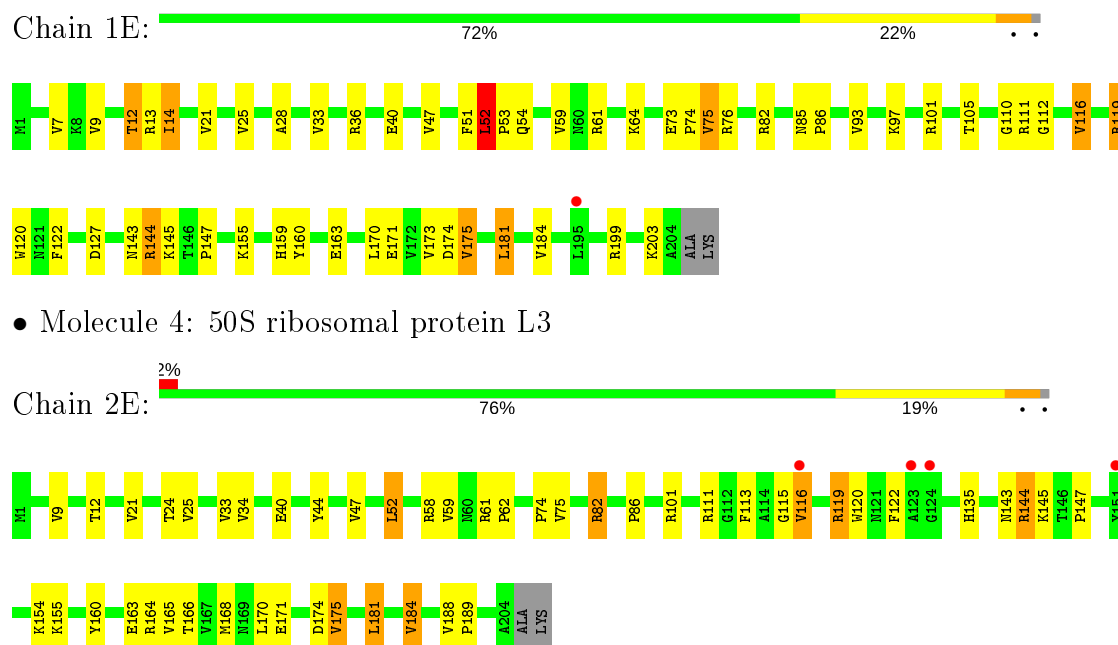 Chain 1E:
72% 22% • •
M1 V7 K8 V9 T12 R13 I14 V21 V25 A28 V33 R36 E40 V47 F51 L52 P53 Q54 V59 N60 R61 K64 E73 P74 V75 R76 R82 N85 P86 V93 K97 R101 T105 G110 R111 G112 V116 R119
W120 N121 F122 D127 N143 R144 K145 T146 P147 K155 H159 Y160 E163 L170 E171 V172 V173 D174 V175 L181 V184 L195 R199 K203 A204 ALA LYS
• Molecule 4: 50S ribosomal protein L3
2%
Chain 2E:
76% 19% • •
M1 V9 T12 V21 T24 V25 V33 V34 E40 Y44 V47 L52 R58 V59 N60 R61 P62 P74 V75 R82 P86 R101 R111 G112 F113 A114 G115 V116 R119 W120 N121 F122 A123 G124 H135 N143 R144 K145 T146 P147 Y151
K154 K155 Y160 E163 R164 V165 T166 V167 M168 N169 L170 E171 D174 V175 L181 V184 V188 P189 A204 ALA LYS